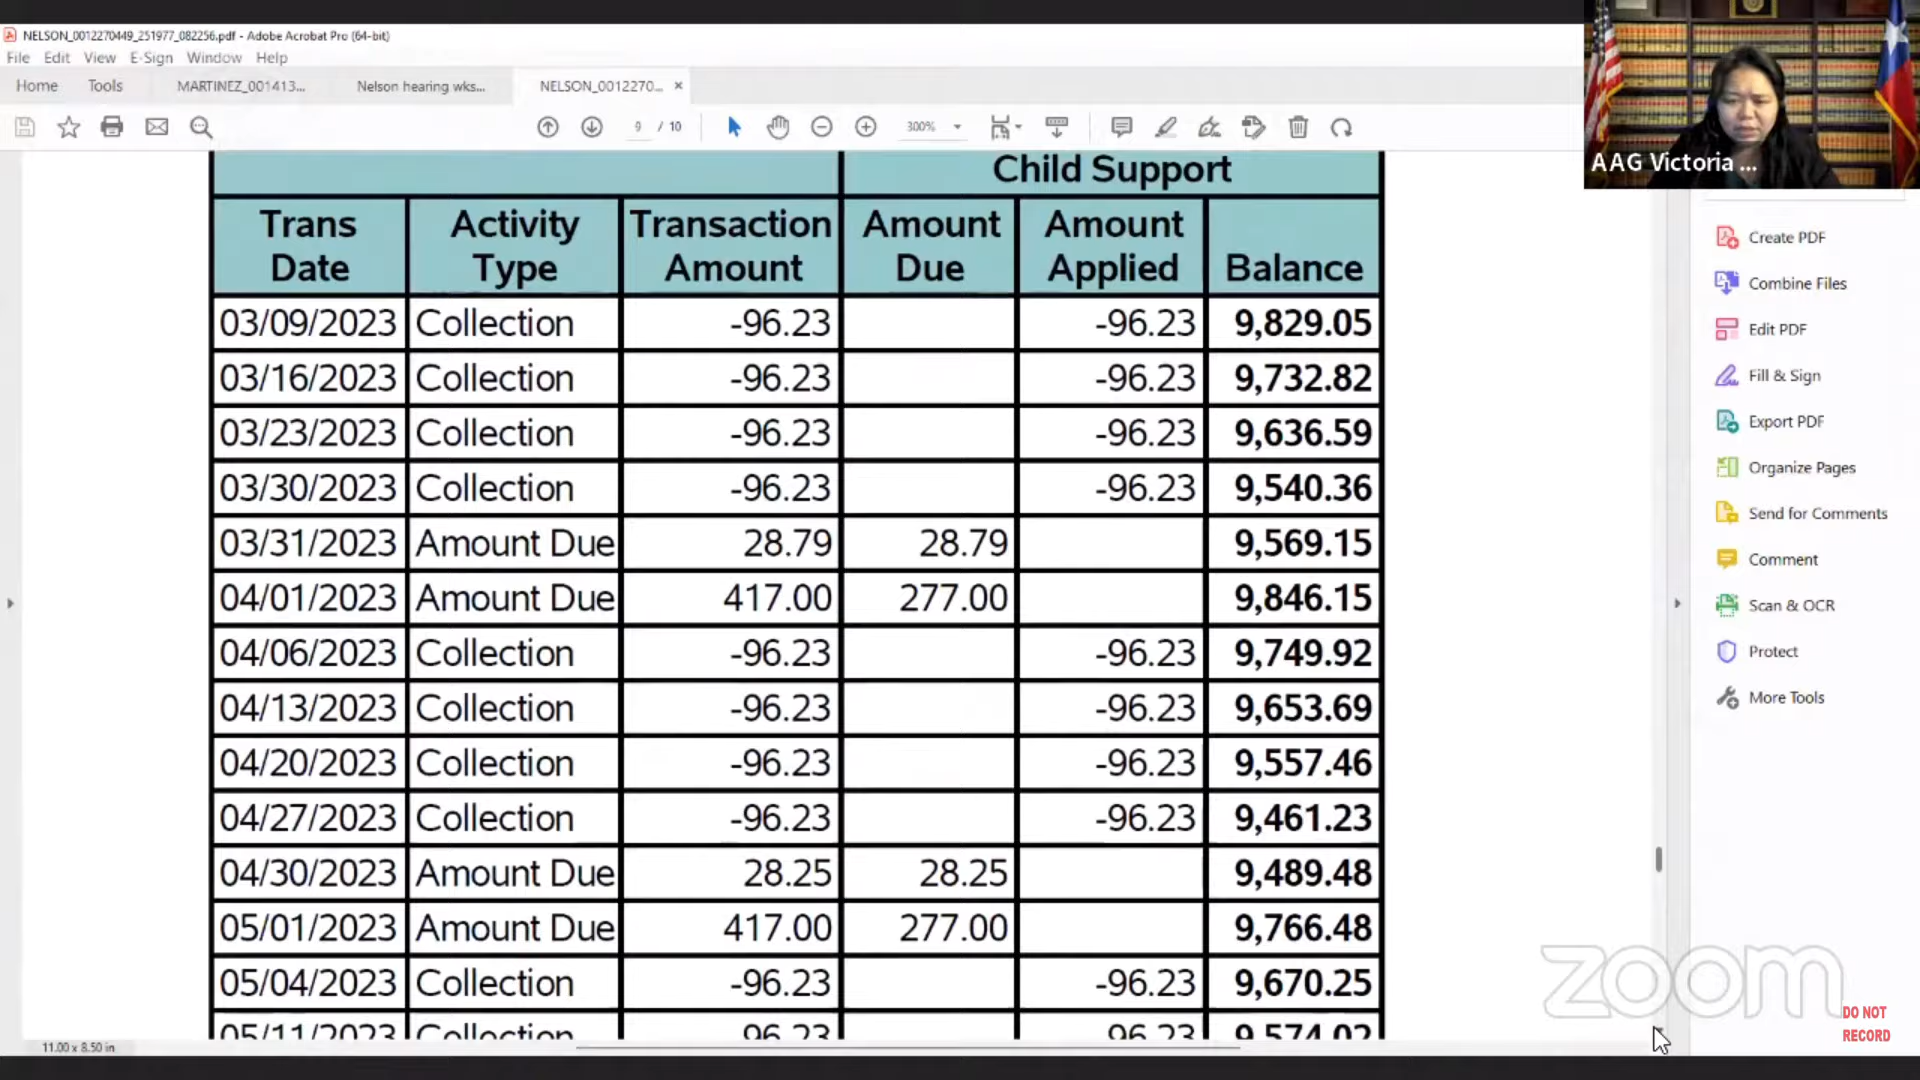 NELSON_0012270449_251977_082256.pdf - Adobe Acrobat Pro (64-bit)
File Edit View E-Sign Window Help
Home Tools MARTINEZ_001413... Nelson hearing wks... NELSON_0012270... ×
9 / 10 300%
AAG Victoria ...
Child Support
Trans Date Activity Type Transaction Amount Amount Due Amount Applied Balance
03/09/2023 Collection -96.23 -96.23 9,829.05
03/16/2023 Collection -96.23 -96.23 9,732.82
03/23/2023 Collection -96.23 -96.23 9,636.59
03/30/2023 Collection -96.23 -96.23 9,540.36
03/31/2023 Amount Due 28.79 28.79 9,569.15
04/01/2023 Amount Due 417.00 277.00 9,846.15
04/06/2023 Collection -96.23 -96.23 9,749.92
04/13/2023 Collection -96.23 -96.23 9,653.69
04/20/2023 Collection -96.23 -96.23 9,557.46
04/27/2023 Collection -96.23 -96.23 9,461.23
04/30/2023 Amount Due 28.25 28.25 9,489.48
05/01/2023 Amount Due 417.00 277.00 9,766.48
05/04/2023 Collection -96.23 -96.23 9,670.25
05/11/2023 Collection 96.23 96.23 9,574.02
Create PDF
Combine Files
Edit PDF
Fill & Sign
Export PDF
Organize Pages
Send for Comments
Comment
Scan & OCR
Protect
More Tools
zoom
DO NOT
RECORD
11.00 x 8.50 in